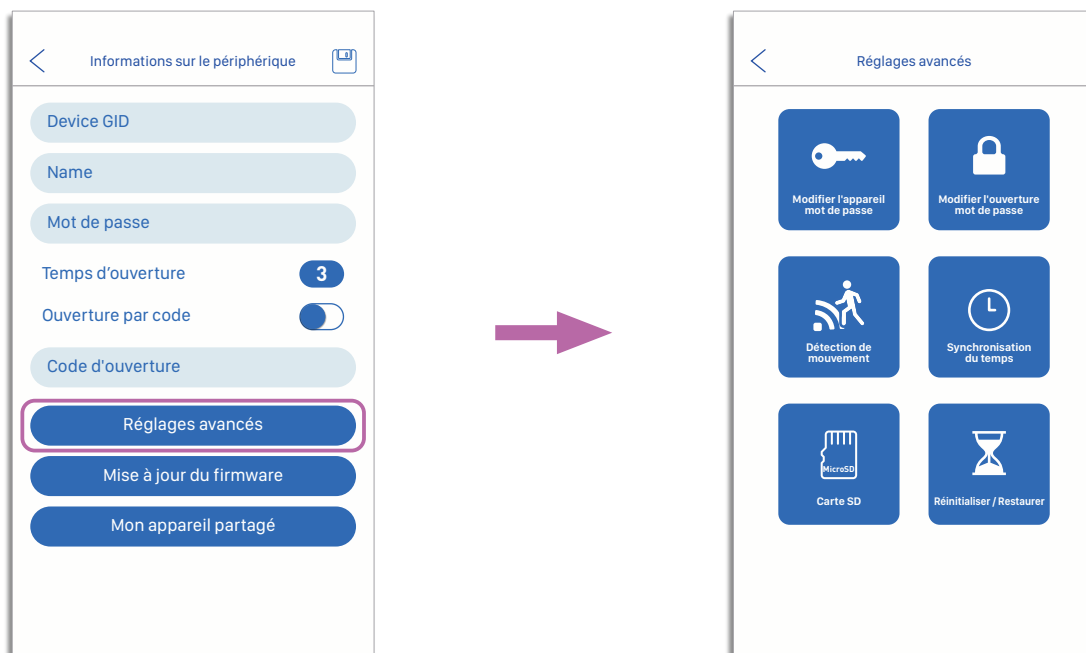 Informations sur le périphérique
Device GID
Name
Mot de passe
Temps d'ouverture
3
Ouverture par code
Code d'ouverture
Réglages avancés
Mise à jour du firmware
Mon appareil partagé
Réglages avancés
Modifier l'appareil
mot de passe
Modifier l'ouverture
mot de passe
Détection de
mouvement
Synchronisation
du temps
MicroSD
Carte SD
Réinitialiser / Restaurer